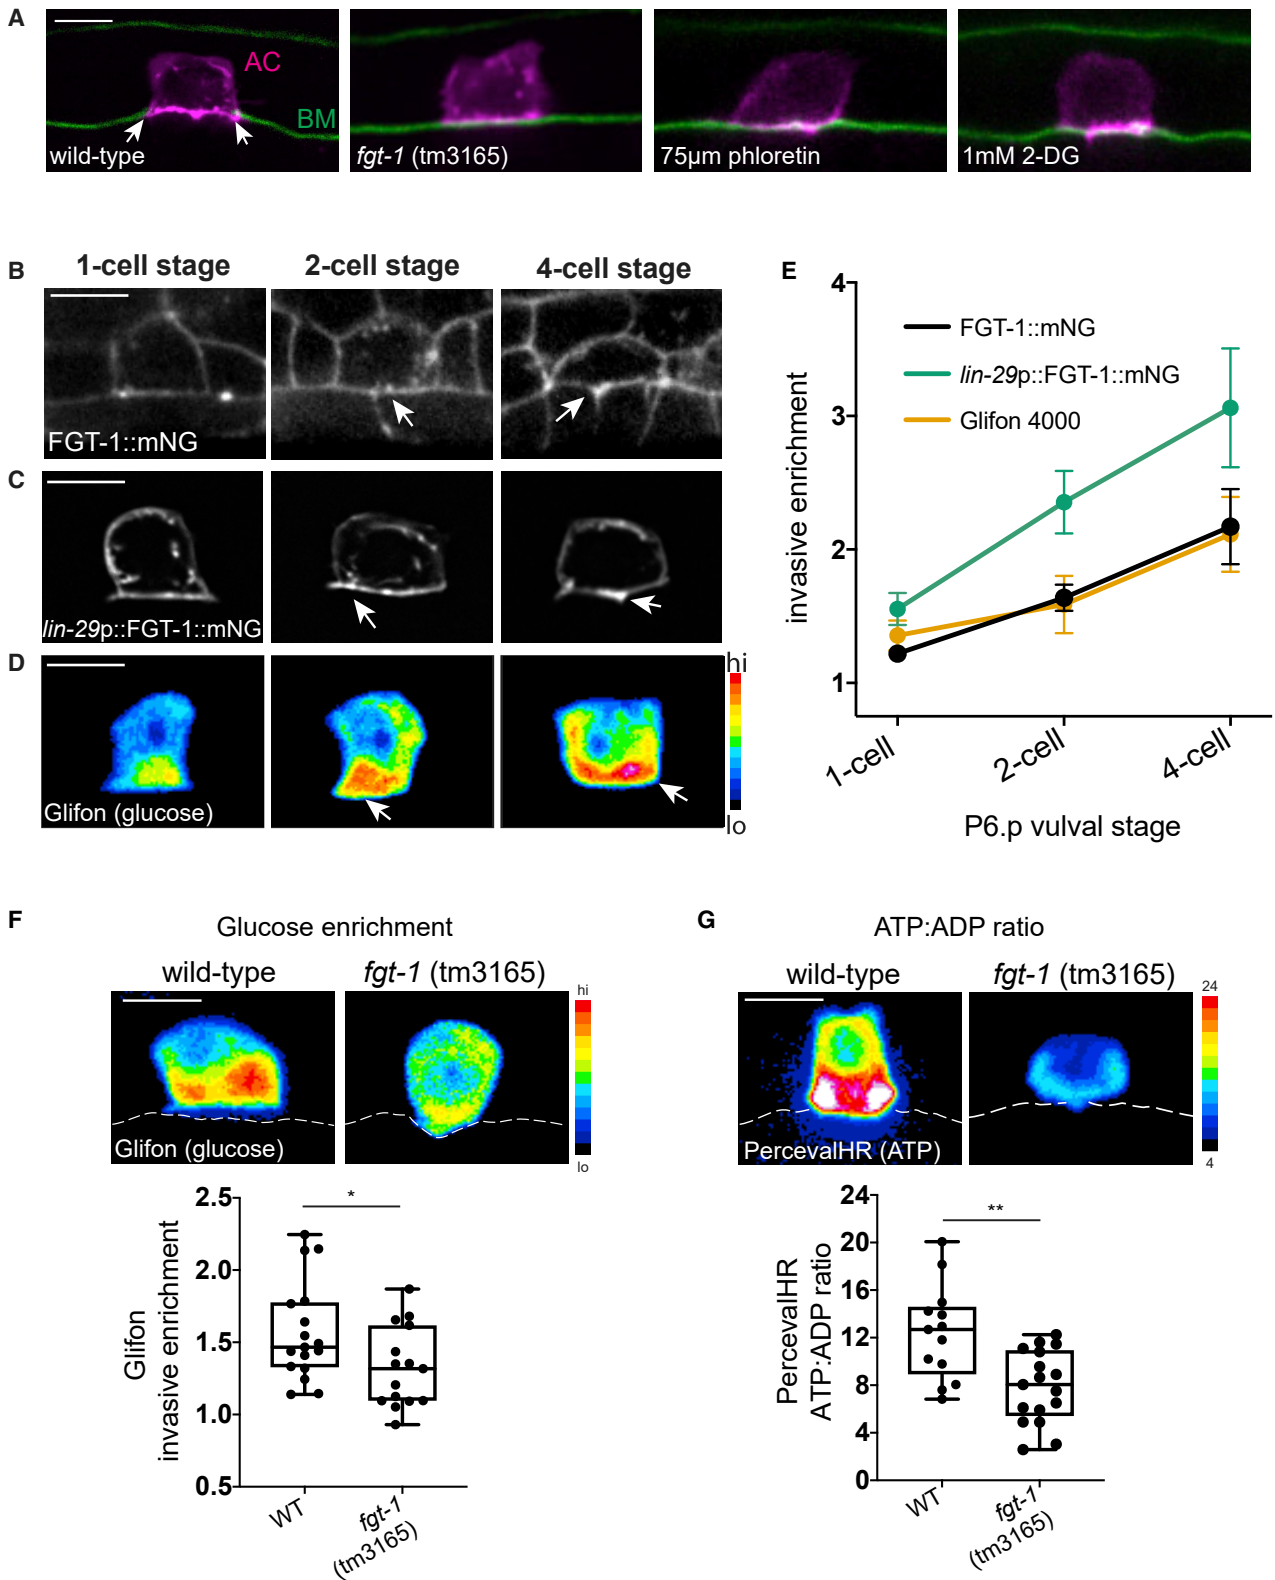 A
AC
BM
wild-type
fgt-1 (tm3165)
75µm phloretin
1mM 2-DG
B
1-cell stage
2-cell stage
4-cell stage
FGT-1::mNG
C
lin-29p::FGT-1::mNG
D
Glifon (glucose)
hi
lo
E
4
3
2
1
invasive enrichment
FGT-1::mNG
lin-29p::FGT-1::mNG
Glifon 4000
1-cell
2-cell
4-cell
P6.p vulval stage
F
Glucose enrichment
wild-type
fgt-1 (tm3165)
Glifon (glucose)
hi
lo
2.5
2.0
1.5
1.0
0.5
Glifon
invasive enrichment
*
WT
fgt-1
(tm3165)
G
ATP:ADP ratio
wild-type
fgt-1 (tm3165)
PercevalHR (ATP)
24
4
24
20
16
12
8
4
0
PercevalHR
ATP:ADP ratio
**
WT
fgt-1
(tm3165)